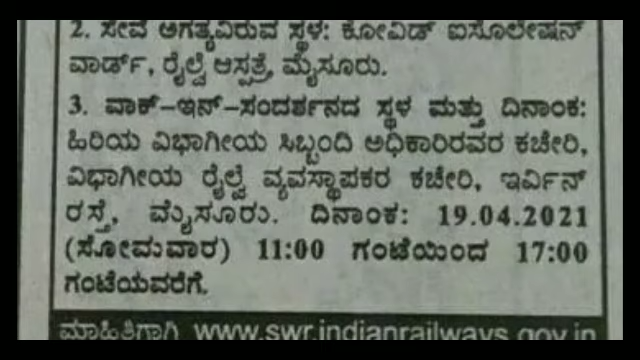 2. ಸೇವೆ ಅಗತ್ಯವಿರುವ ಸ್ಥಳ: ಕೋವಿಡ್ ಐಸೊಲೇಷನ್
ವಾರ್ಡ್, ರೈಲ್ವೆ ಆಸ್ಪತ್ರೆ, ಮೈಸೂರು.
3. ವಾಕ್-ಇನ್-ಸಂದರ್ಶನದ ಸ್ಥಳ ಮತ್ತು ದಿನಾಂಕ:
ಹಿರಿಯ ವಿಭಾಗೀಯ ಸಿಬ್ಬಂದಿ ಅಧಿಕಾರಿರವರ ಕಚೇರಿ,
ವಿಭಾಗೀಯ ರೈಲ್ವೆ ವ್ಯವಸ್ಥಾಪಕರ ಕಚೇರಿ, ಇರ್ವಿನ್
ರಸ್ತೆ, ಮೈಸೂರು. ದಿನಾಂಕ: 19.04.2021
(ಸೋಮವಾರ) 11:00 ಗಂಟೆಯಿಂದ 17:00
ಗಂಟೆಯವರೆಗೆ.
ಮಾಹಿತಿಗಾಗಿ www.swr.indianrailways.gov.in